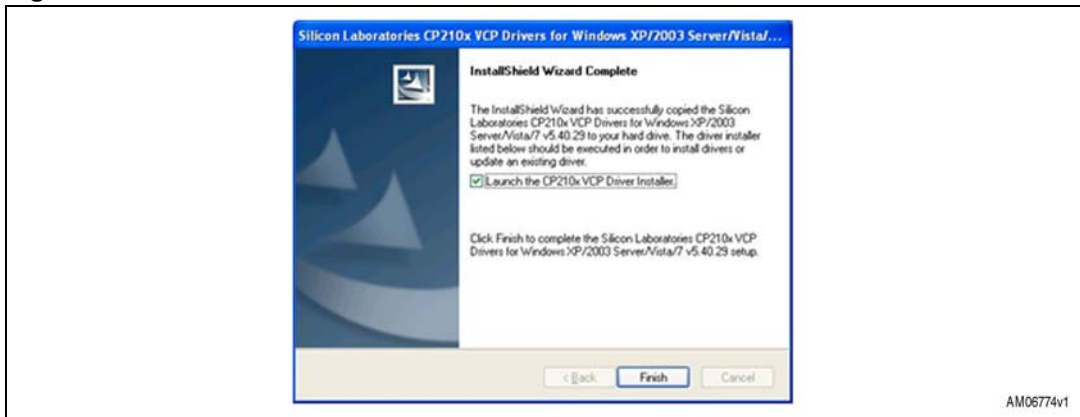 Silicon Laboratories CP210x VCP Drivers for Windows XP/2003 Server/Vista/...
InstallShield Wizard Complete
The InstallShield Wizard has successfully copied the Silicon
Laboratories CP210x VCP Drivers for Windows XP/2003
Server/Vista/7 v5.40.29 to your hard drive. The driver installer
listed below should be executed in order to install drivers or
update an existing driver.
Launch the CP210x VCP Driver Installer.
Click Finish to complete the Silicon Laboratories CP210x VCP
Drivers for Windows XP/2003 Server/Vista/7 v5.40.29 setup.
< Back Finish Cancel
AM06774v1